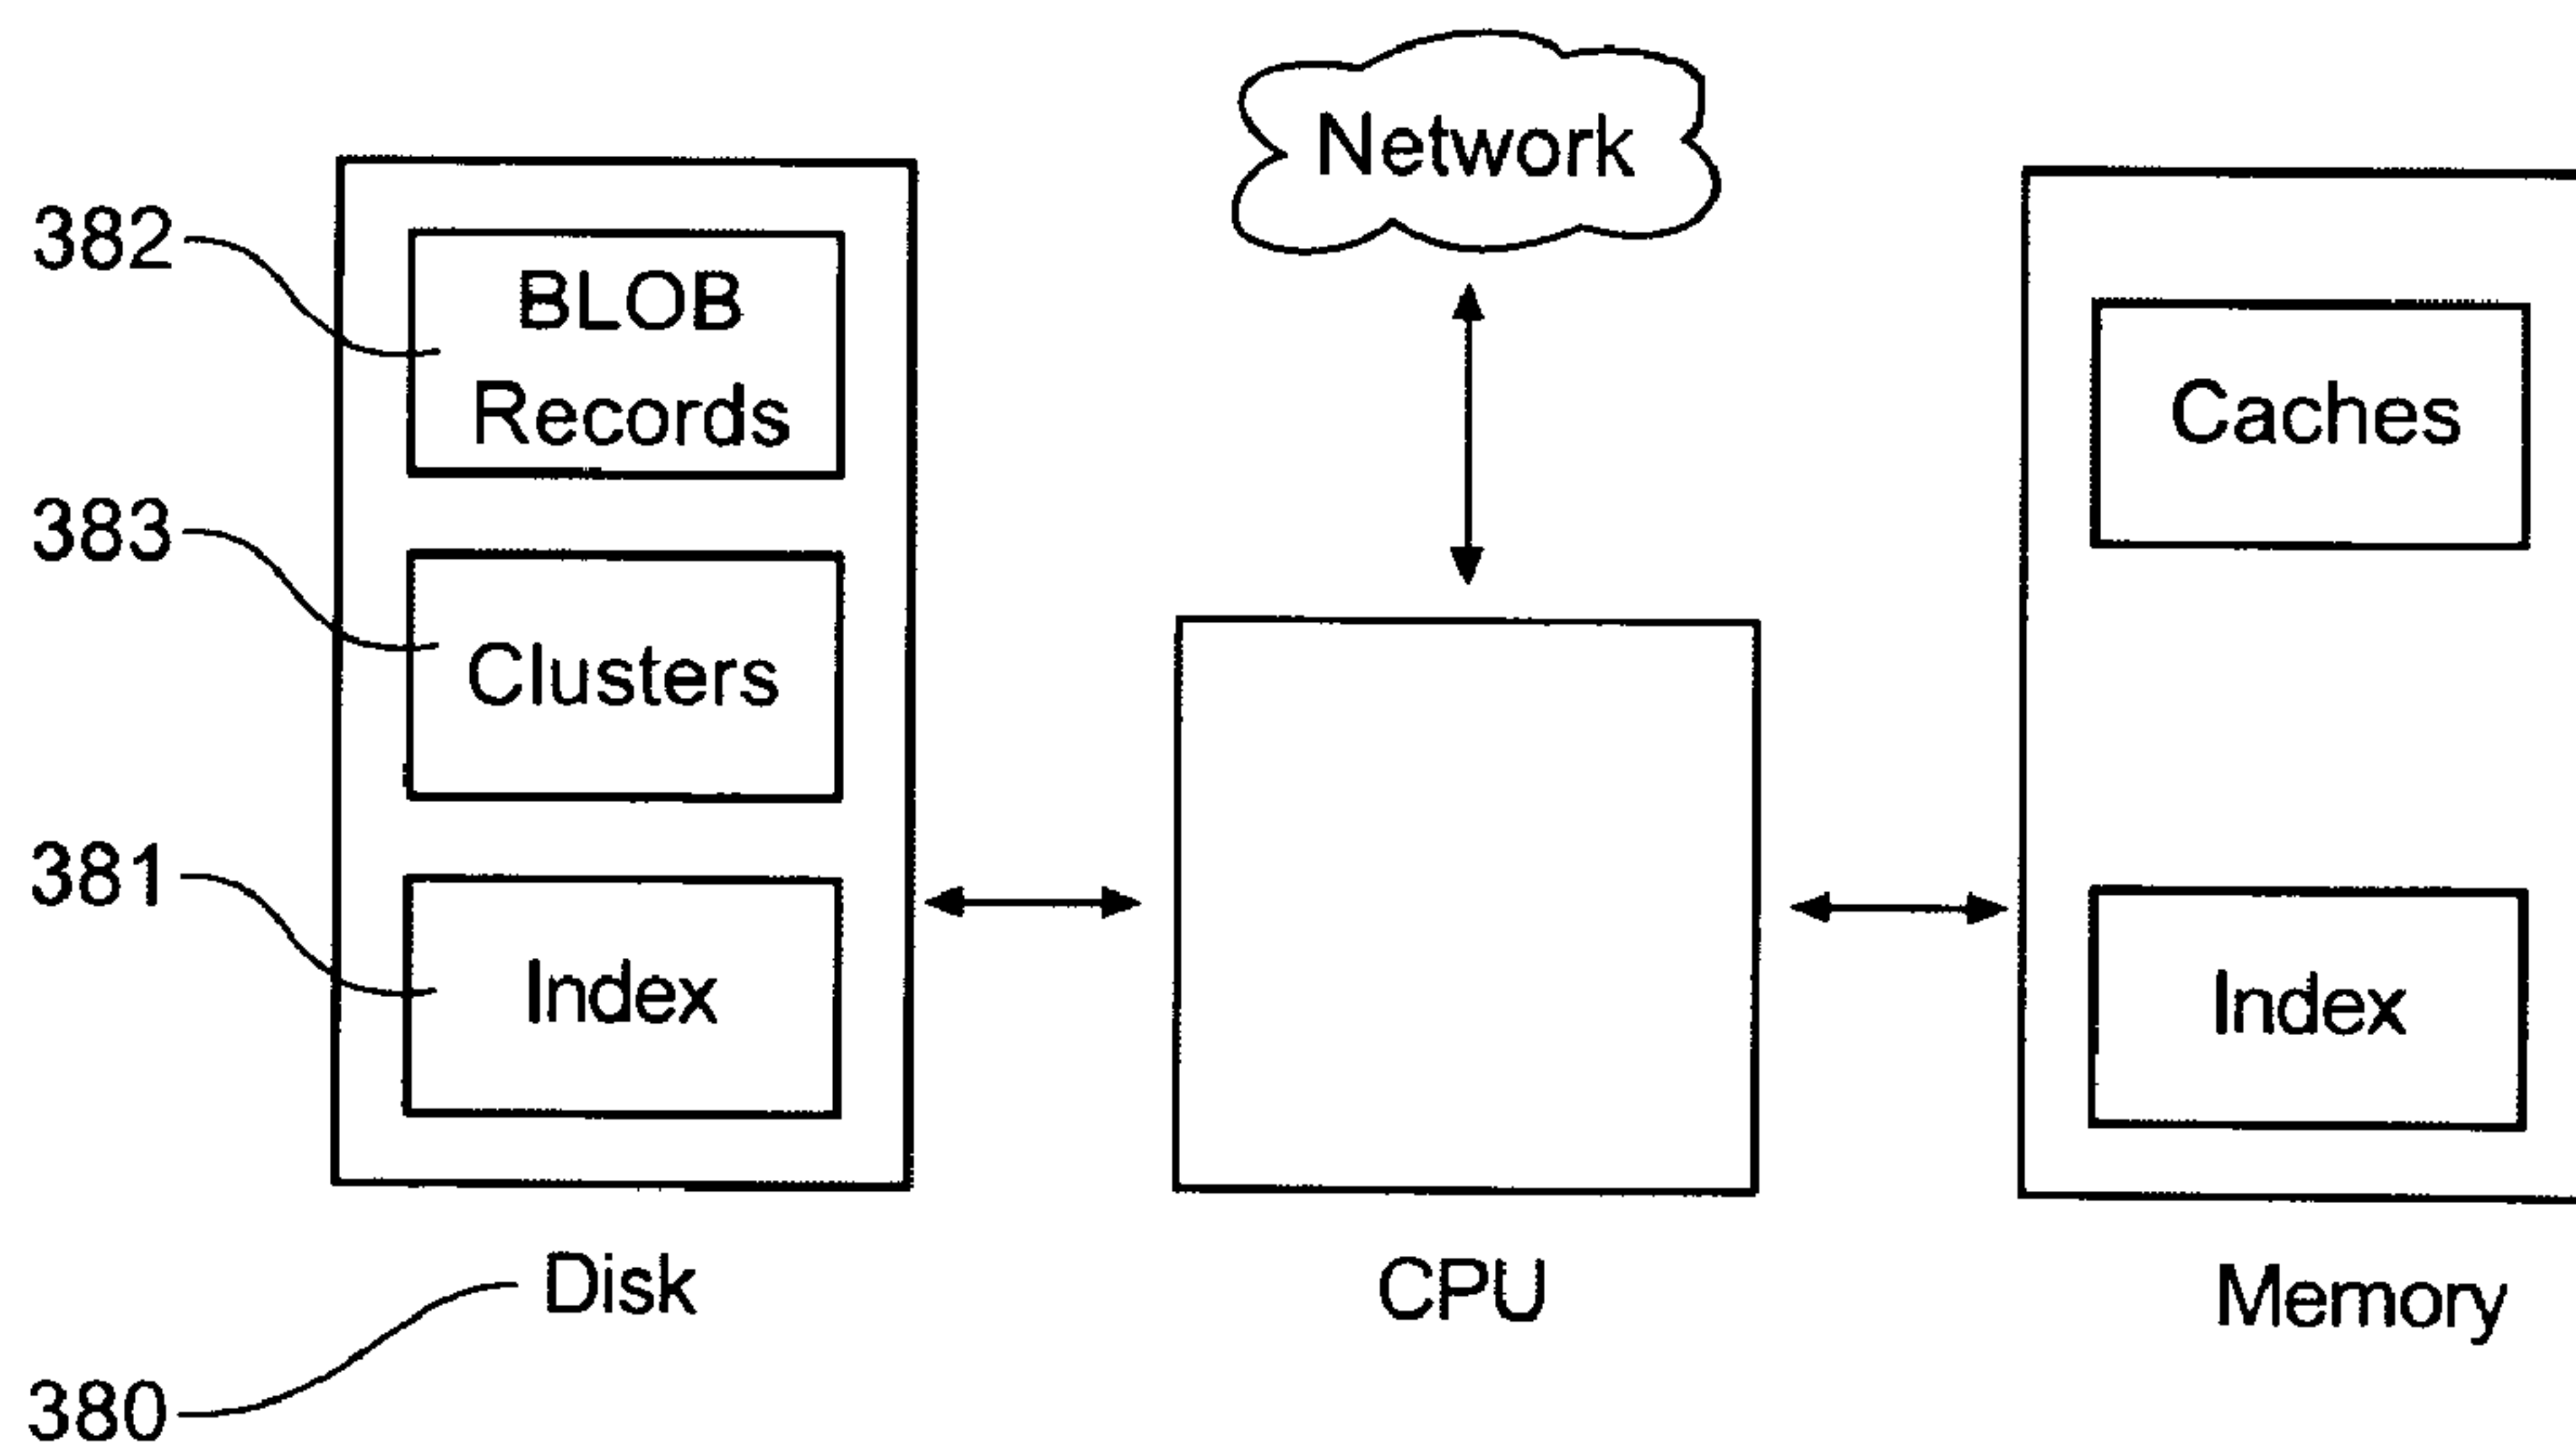 Network
382
BLOB
Records
Caches
383
Clusters
381
Index
Index
Disk
CPU
Memory
380